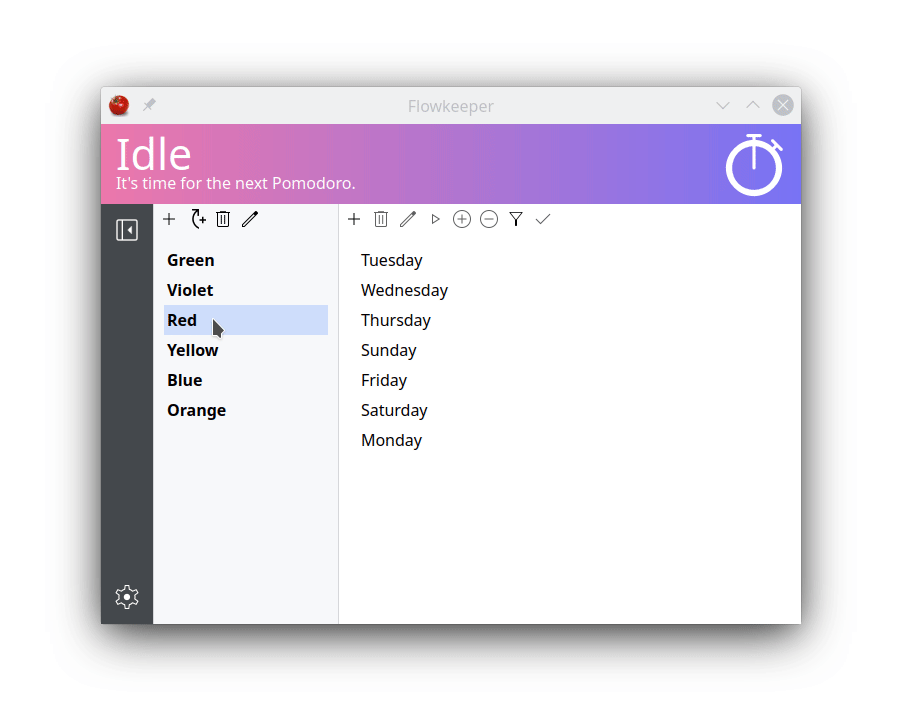 Flowkeeper
Idle
It's time for the next Pomodoro.
Green
Violet
Red
Yellow
Blue
Orange
Tuesday
Wednesday
Thursday
Sunday
Friday
Saturday
Monday